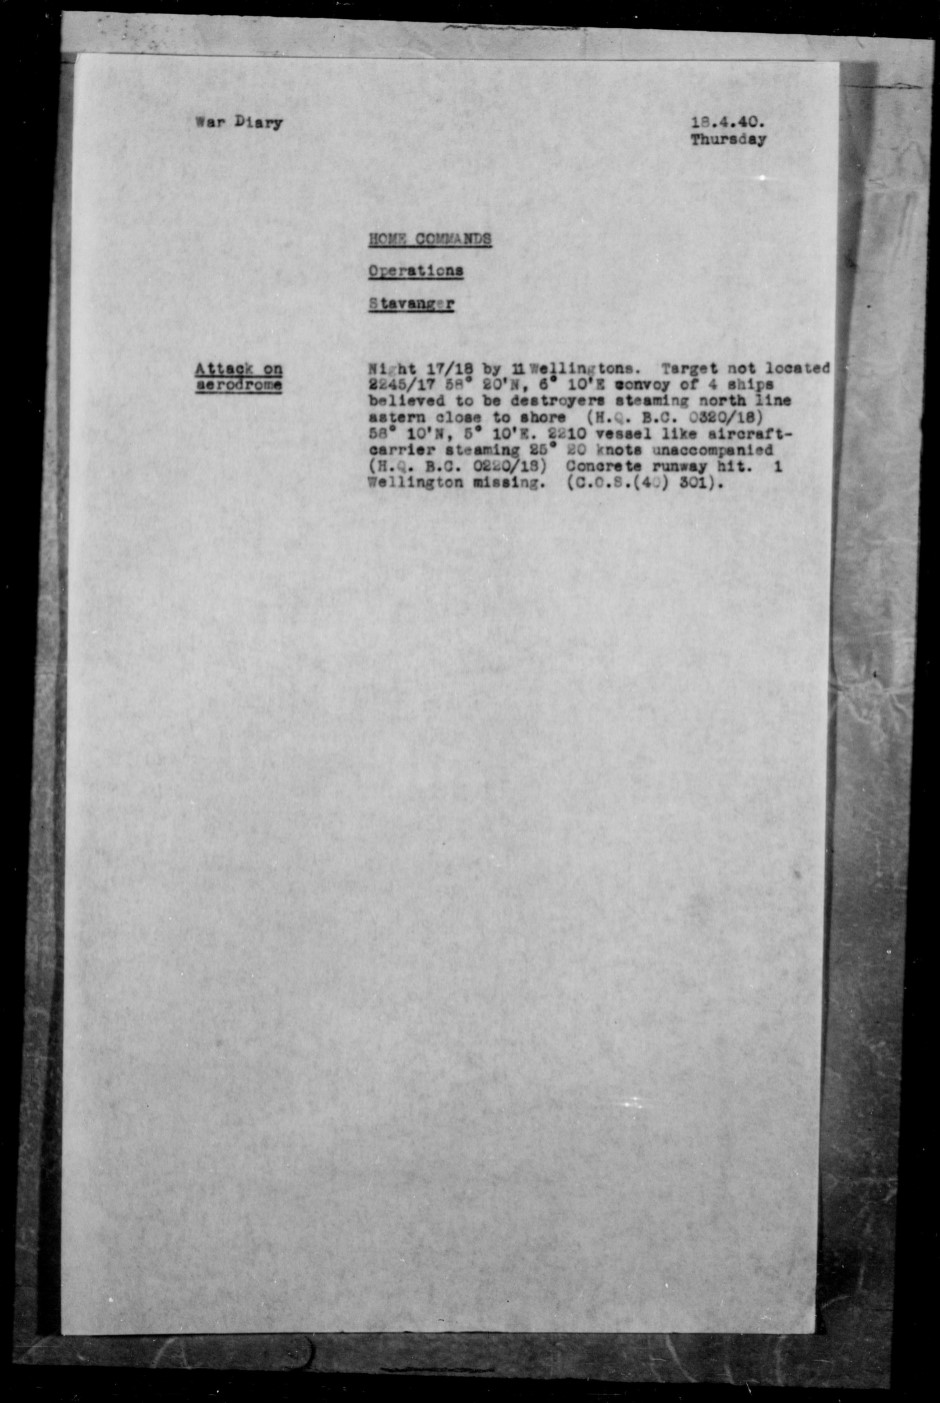 War Diary
18.4.40.
Thursday
HOME COMMANDS
Operations
Stavanger
Attack on
aerodrome
Night 17/18 by 11 Wellingtons. Target not located
2245/17 58° 20'N, 6° 10'E convoy of 4 ships
believed to be destroyers steaming north line
astern close to shore (H.Q. B.C. 0320/18)
58° 10'N, 5° 10'E. 2210 vessel like aircraft-
carrier steaming 25° 20 knots unaccompanied
(H.Q. B.C. 0220/18) Concrete runway hit. 1
Wellington missing. (C.O.S.(40) 301).